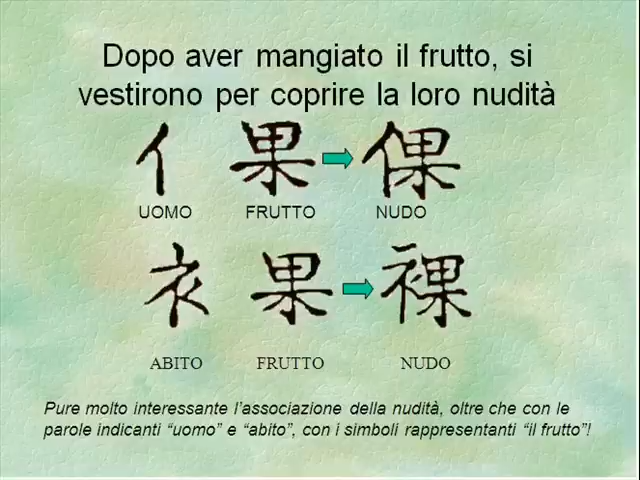 Dopo aver mangiato il frutto, si
vestirono per coprire la loro nudità
亻 果 倮
UOMO FRUTTO NUDO
衣 果 裸
ABITO FRUTTO NUDO
Pure molto interessante l’associazione della nudità, oltre che con le
parole indicanti “uomo” e “abito”, con i simboli rappresentanti “il frutto”!